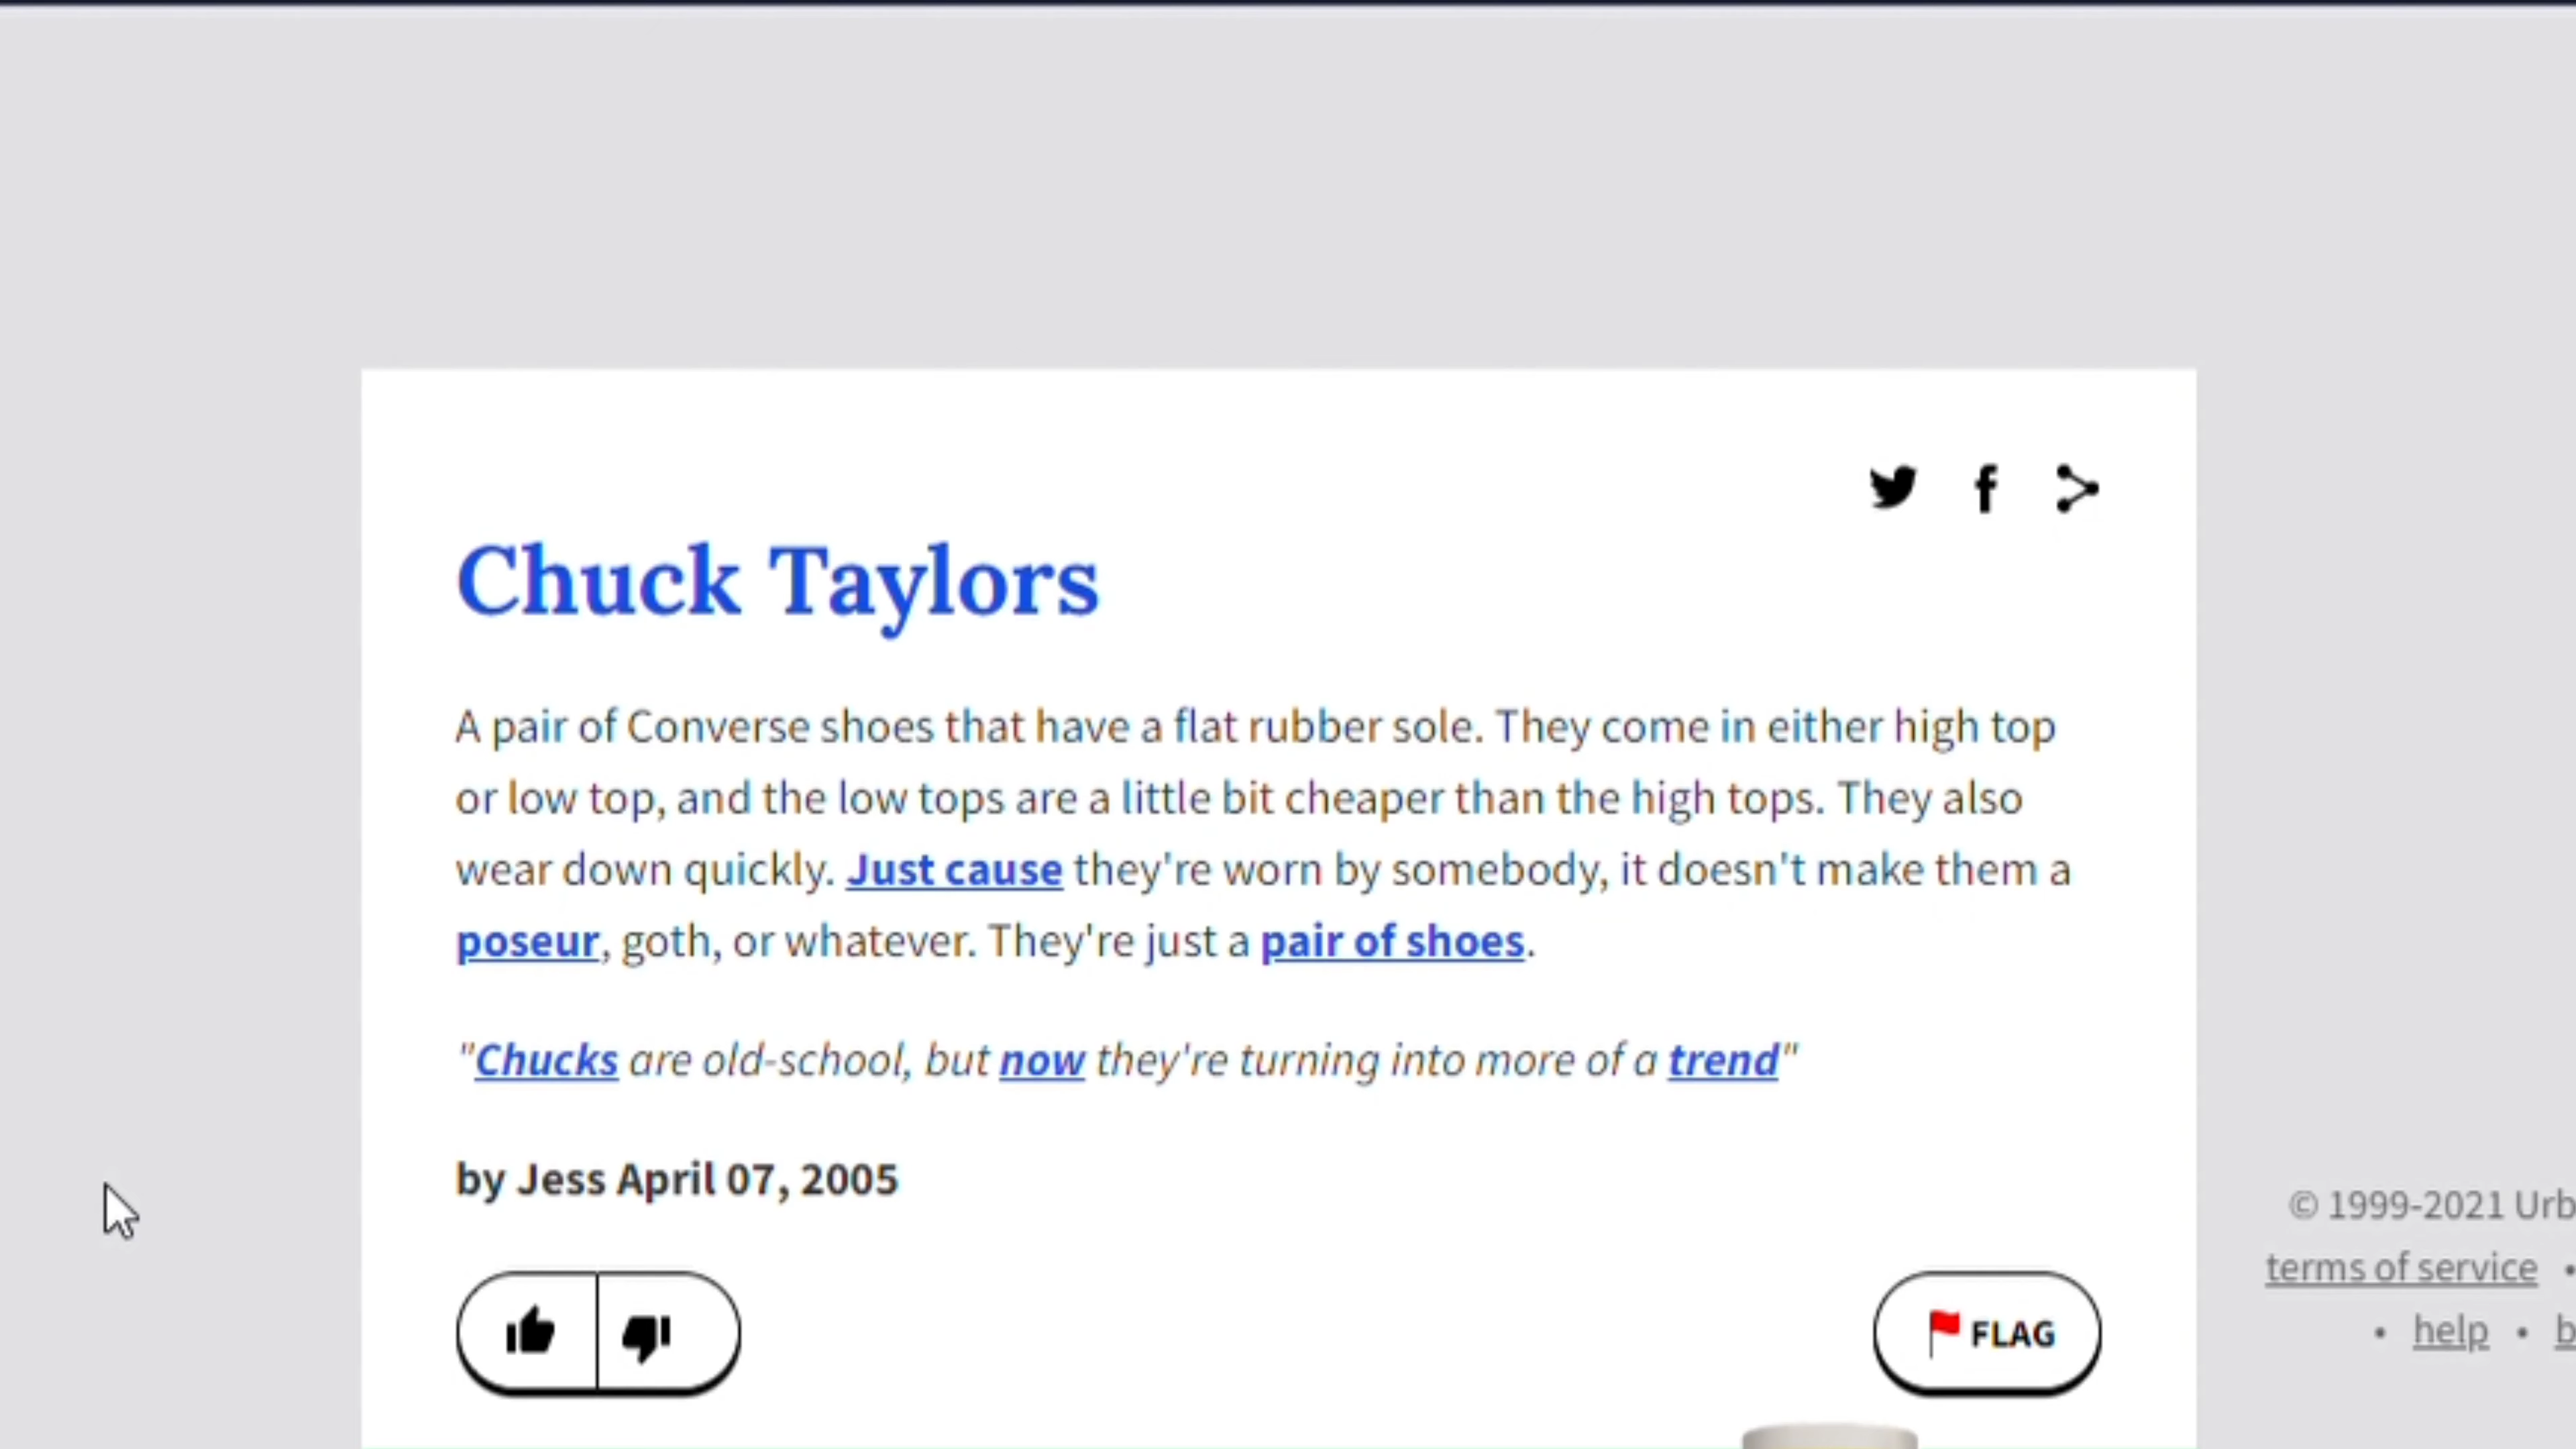 Chuck Taylors
A pair of Converse shoes that have a flat rubber sole. They come in either high top
or low top, and the low tops are a little bit cheaper than the high tops. They also
wear down quickly. Just cause they're worn by somebody, it doesn't make them a
poseur, goth, or whatever. They're just a pair of shoes.
"Chucks are old-school, but now they're turning into more of a trend"
by Jess April 07, 2005
FLAG
© 1999-2021 Urb
terms of service •
• help • b